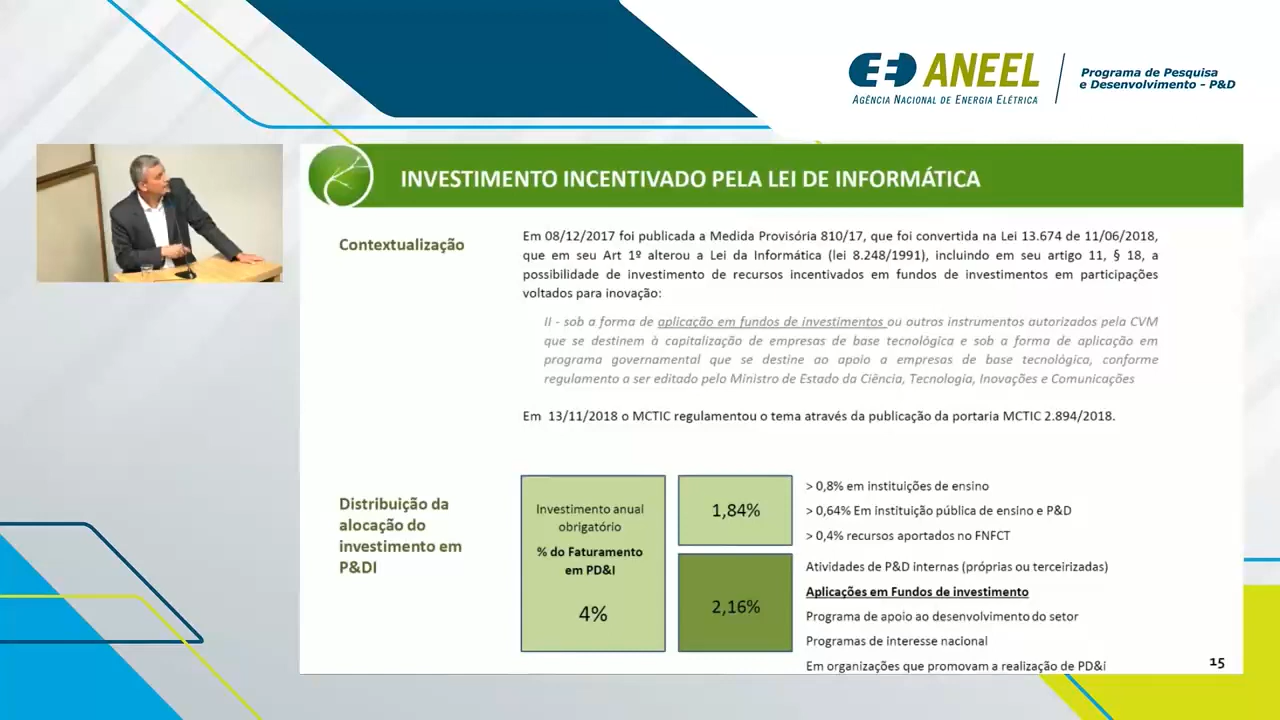 ANEEL
AGÊNCIA NACIONAL DE ENERGIA ELÉTRICA
Programa de Pesquisa
e Desenvolvimento - P&D
INVESTIMENTO INCENTIVADO PELA LEI DE INFORMÁTICA
Contextualização
Em 08/12/2017 foi publicada a Medida Provisória 810/17, que foi convertida na Lei 13.674 de 11/06/2018,
que em seu Art 1º alterou a Lei da Informática (lei 8.248/1991), incluindo em seu artigo 11, § 18, a
possibilidade de investimento de recursos incentivados em fundos de investimentos em participações
voltados para inovação:
II - sob a forma de aplicação em fundos de investimentos ou outros instrumentos autorizados pela CVM
que se destinem à capitalização de empresas de base tecnológica e sob a forma de aplicação em
programa governamental que se destine ao apoio a empresas de base tecnológica, conforme
regulamento a ser editado pelo Ministro de Estado da Ciência, Tecnologia, Inovações e Comunicações
Em 13/11/2018 o MCTIC regulamentou o tema através da publicação da portaria MCTIC 2.894/2018.
Distribuição da
alocação do
investimento em
P&DI
Investimento anual
obrigatório
% do Faturamento
em PD&I
4%
1,84%
2,16%
> 0,8% em instituições de ensino
> 0,64% Em instituição pública de ensino e P&D
> 0,4% recursos aportados no FNFCT
Atividades de P&D internas (próprias ou terceirizadas)
Aplicações em Fundos de investimento
Programa de apoio ao desenvolvimento do setor
Programas de interesse nacional
Em organizações que promovam a realização de PD&i
15